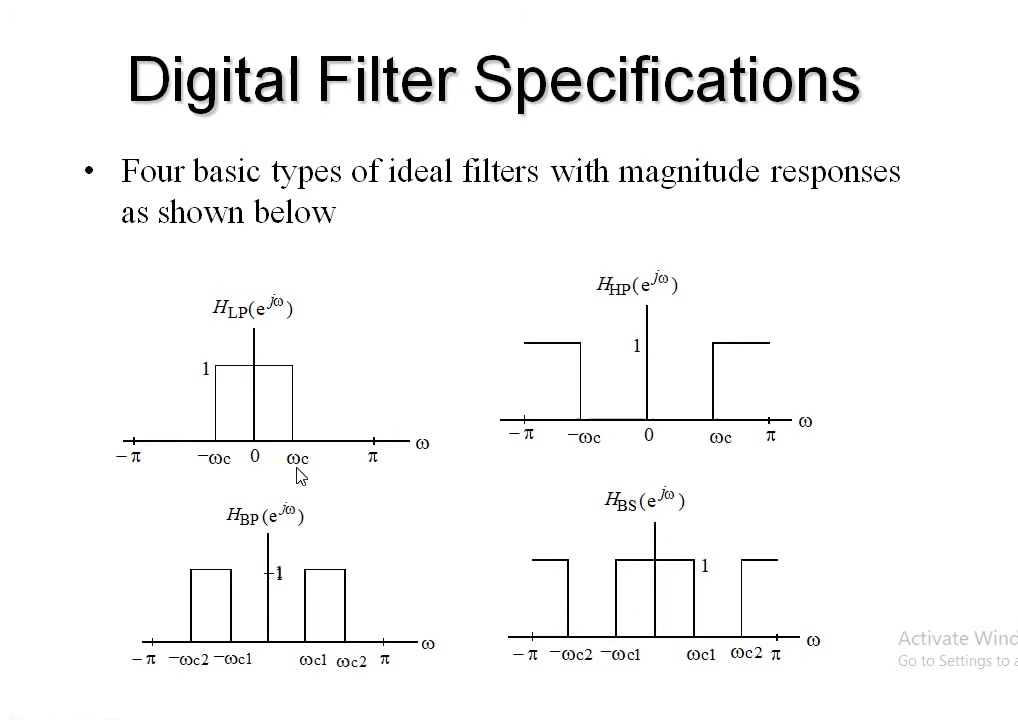 Digital Filter Specifications
• Four basic types of ideal filters with magnitude responses
as shown below
H_LP(e^jω)
1
−π −ωc 0 ωc π ω
H_HP(e^jω)
1
−π −ωc 0 ωc π ω
H_BP(e^jω)
1
−π −ωc2 −ωc1 ωc1 ωc2 π ω
H_BS(e^jω)
1
−π −ωc2 −ωc1 ωc1 ωc2 π ω
Activate Wind
Go to Settings to a